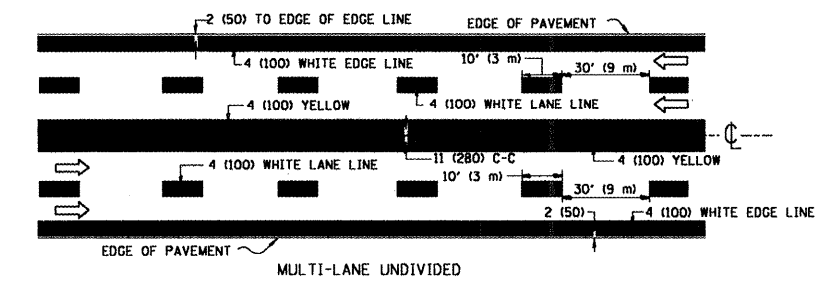 2 (50) TO EDGE OF EDGE LINE
EDGE OF PAVEMENT
4 (100) WHITE EDGE LINE
10' (3 m)
30' (9 m)
4 (100) YELLOW
4 (100) WHITE LANE LINE
℄
4 (100) WHITE LANE LINE
11 (280) C-C
4 (100) YELLOW
10' (3 m)
30' (9 m)
2 (50)
4 (100) WHITE EDGE LINE
EDGE OF PAVEMENT
MULTI-LANE UNDIVIDED